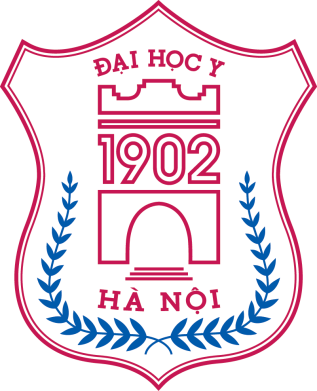 ĐẠI HỌC Y
1902
HÀ NỘI